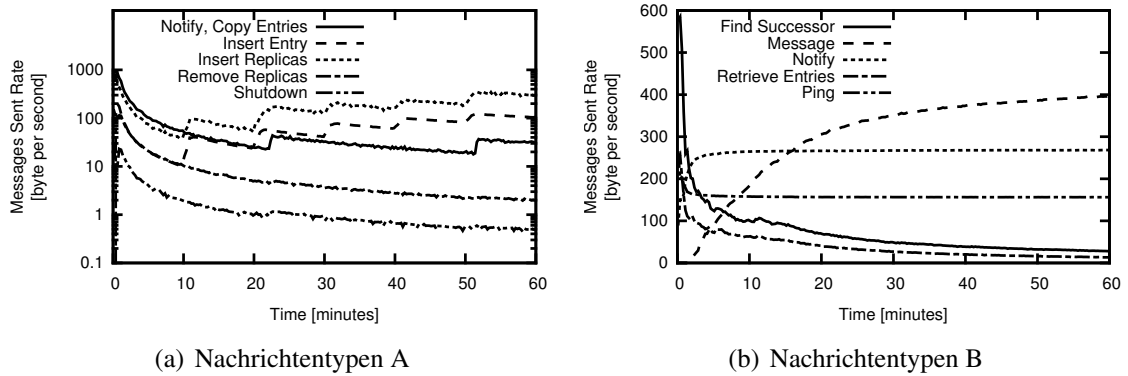 Messages Sent Rate
[byte per second]
1000
100
10
1
0.1
Notify, Copy Entries
Insert Entry
Insert Replicas
Remove Replicas
Shutdown
0 10 20 30 40 50 60
Time [minutes]
(a) Nachrichtentypen A
Messages Sent Rate
[byte per second]
600
500
400
300
200
100
0
Find Successor
Message
Notify
Retrieve Entries
Ping
0 10 20 30 40 50 60
Time [minutes]
(b) Nachrichtentypen B